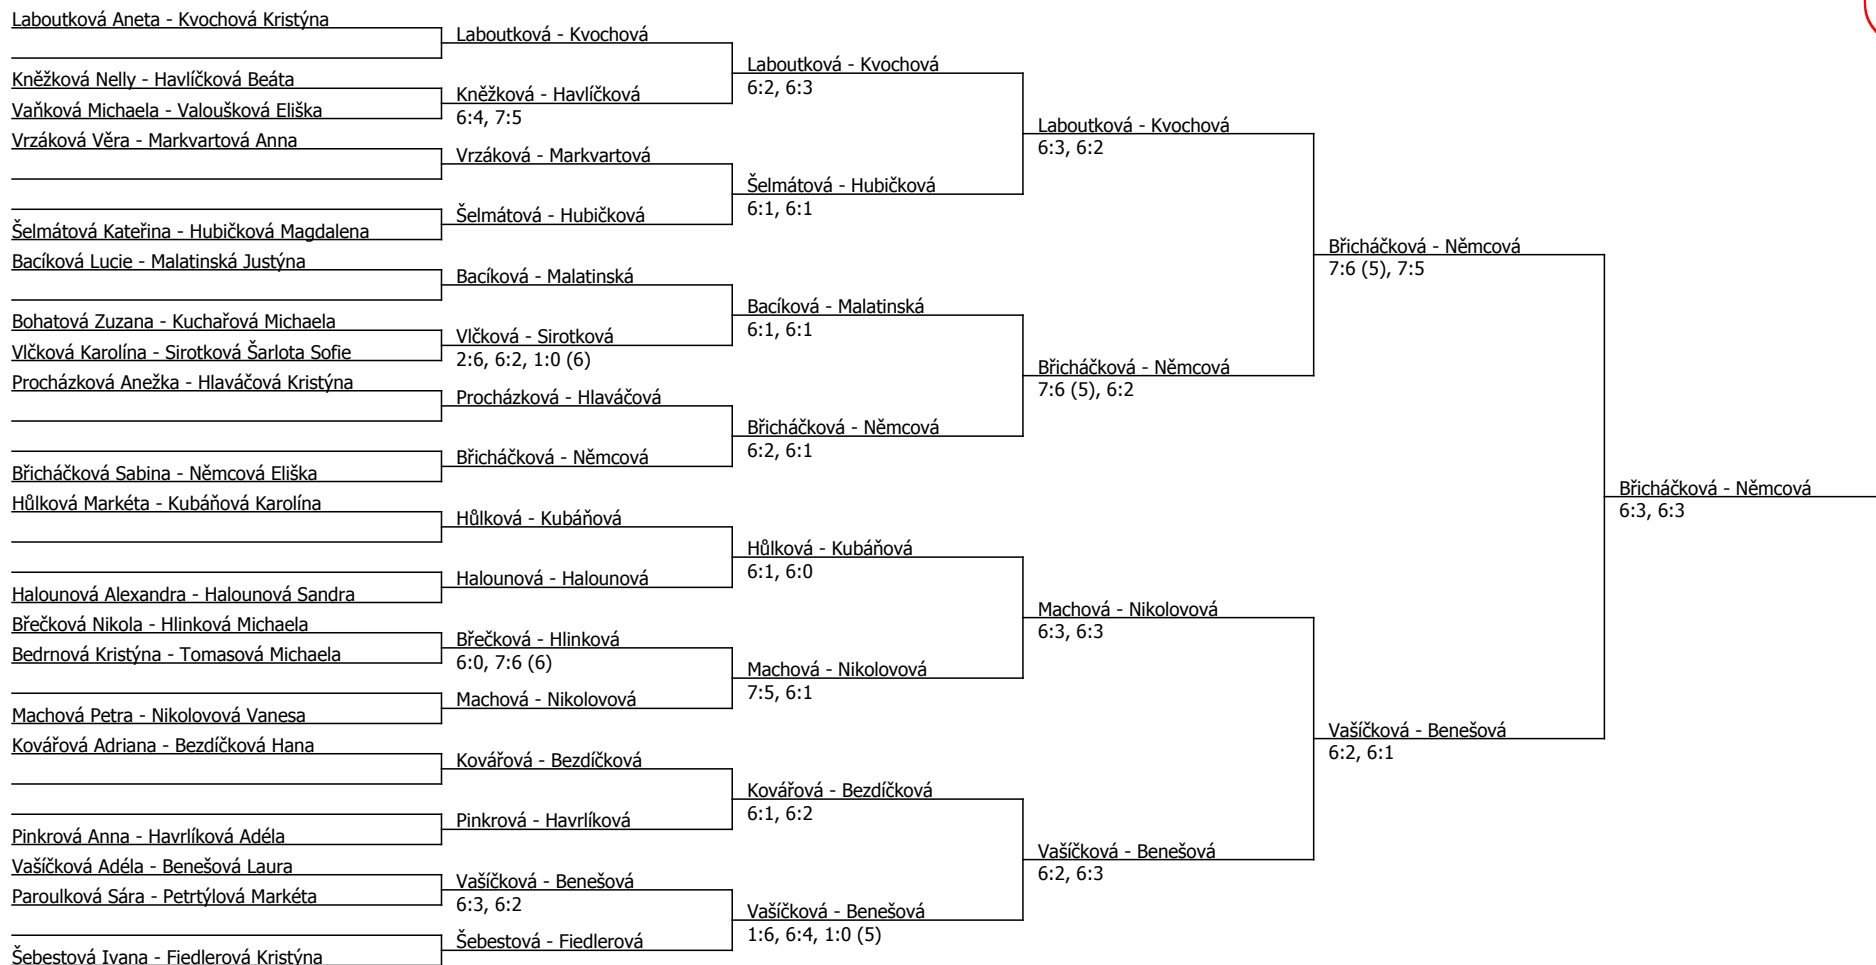 Laboutková Aneta - Kvochová Kristýna
Kněžková Nelly - Havlíčková Beáta
Vaňková Michaela - Valoušková Eliška
Vrzáková Věra - Markvartová Anna
Šelmátová Kateřina - Hubičková Magdalena
Bacíková Lucie - Malatinská Justýna
Bohatová Zuzana - Kuchařová Michaela
Vlčková Karolína - Sirotková Šarlota Sofie
Procházková Anežka - Hlaváčová Kristýna
Břicháčková Sabina - Němcová Eliška
Hůlková Markéta - Kubáňová Karolína
Halounová Alexandra - Halounová Sandra
Břečková Nikola - Hlinková Michaela
Bedrnová Kristýna - Tomasová Michaela
Machová Petra - Nikolovová Vanesa
Kovářová Adriana - Bezdíčková Hana
Pinkrová Anna - Havrlíková Adéla
Vašíčková Adéla - Benešová Laura
Paroulková Sára - Petrtýlová Markéta
Šebestová Ivana - Fiedlerová Kristýna
Laboutková - Kvochová
Kněžková - Havlíčková
6:4, 7:5
Vrzáková - Markvartová
Šelmátová - Hubičková
Bacíková - Malatinská
Vlčková - Sirotková
2:6, 6:2, 1:0 (6)
Procházková - Hlaváčová
Břicháčková - Němcová
Hůlková - Kubáňová
Halounová - Halounová
Břečková - Hlinková
6:0, 7:6 (6)
Machová - Nikolovová
Kovářová - Bezdíčková
Pinkrová - Havrlíková
Vašíčková - Benešová
6:3, 6:2
Šebestová - Fiedlerová
Laboutková - Kvochová
6:2, 6:3
Šelmátová - Hubičková
6:1, 6:1
Bacíková - Malatinská
6:1, 6:1
Břicháčková - Němcová
6:2, 6:1
Hůlková - Kubáňová
6:1, 6:0
Machová - Nikolovová
7:5, 6:1
Kovářová - Bezdíčková
6:1, 6:2
Vašíčková - Benešová
1:6, 6:4, 1:0 (5)
Laboutková - Kvochová
6:3, 6:2
Břicháčková - Němcová
7:6 (5), 6:2
Machová - Nikolovová
6:3, 6:3
Vašíčková - Benešová
6:2, 6:3
Břicháčková - Němcová
7:6 (5), 7:5
Vašíčková - Benešová
6:2, 6:1
Břicháčková - Němcová
6:3, 6:3